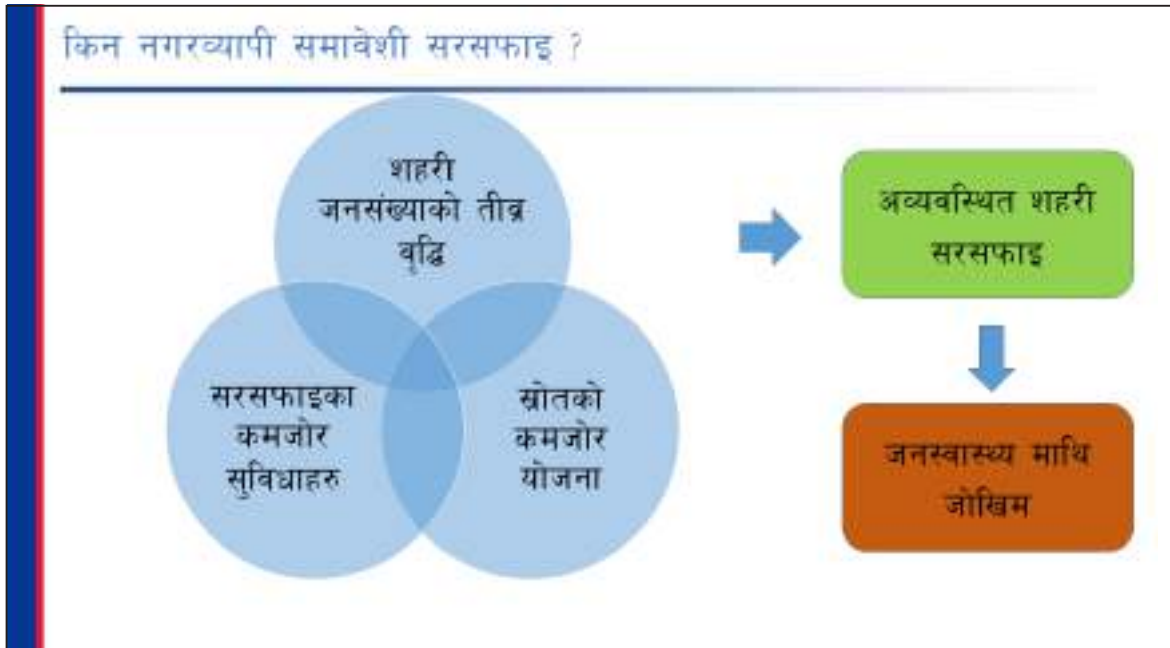 किन नगरव्यापी समावेशी सरसफाइ ?
शहरी
जनसंख्याको तीव्र
वृद्धि
सरसफाइका
कमजोर
सुविधाहरु
स्रोतको
कमजोर
योजना
अव्यवस्थित शहरी
सरसफाइ
जनस्वास्थ्य माथि
जोखिम